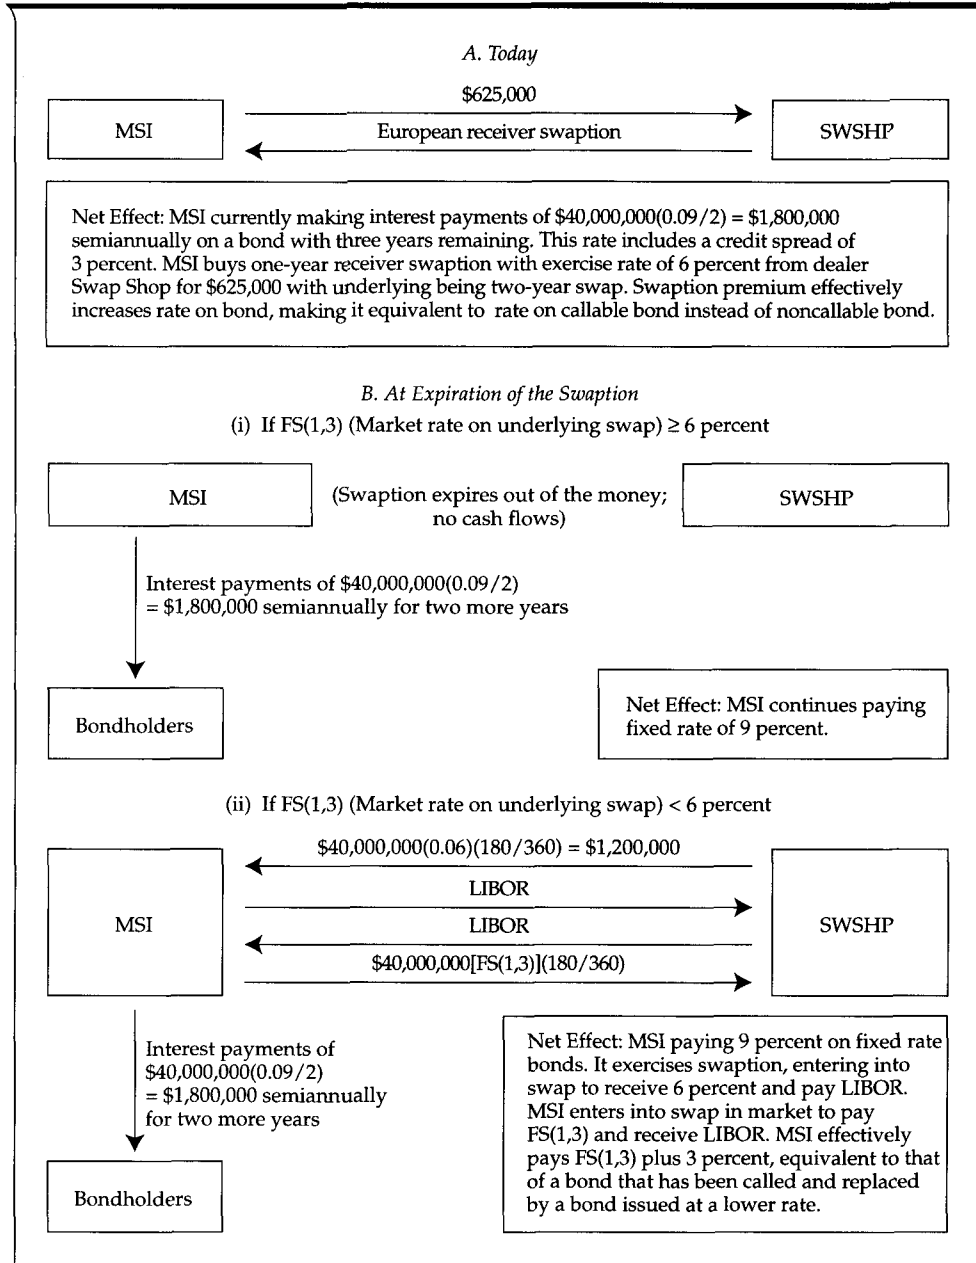 A. Today
$625,000
MSI
European receiver swaption
SWSHP
Net Effect: MSI currently making interest payments of $40,000,000(0.09/2) = $1,800,000
semiannually on a bond with three years remaining. This rate includes a credit spread of
3 percent. MSI buys one-year receiver swaption with exercise rate of 6 percent from dealer
Swap Shop for $625,000 with underlying being two-year swap. Swaption premium effectively
increases rate on bond, making it equivalent to rate on callable bond instead of noncallable bond.
B. At Expiration of the Swaption
(i) If FS(1,3) (Market rate on underlying swap) ≥ 6 percent
MSI
(Swaption expires out of the money;
no cash flows)
SWSHP
Interest payments of $40,000,000(0.09/2)
= $1,800,000 semiannually for two more years
Bondholders
Net Effect: MSI continues paying
fixed rate of 9 percent.
(ii) If FS(1,3) (Market rate on underlying swap) < 6 percent
$40,000,000(0.06)(180/360) = $1,200,000
LIBOR
MSI
LIBOR
SWSHP
$40,000,000[FS(1,3)](180/360)
Interest payments of
$40,000,000(0.09/2)
= $1,800,000 semiannually
for two more years
Bondholders
Net Effect: MSI paying 9 percent on fixed rate
bonds. It exercises swaption, entering into
swap to receive 6 percent and pay LIBOR.
MSI enters into swap in market to pay
FS(1,3) and receive LIBOR. MSI effectively
pays FS(1,3) plus 3 percent, equivalent to that
of a bond that has been called and replaced
by a bond issued at a lower rate.